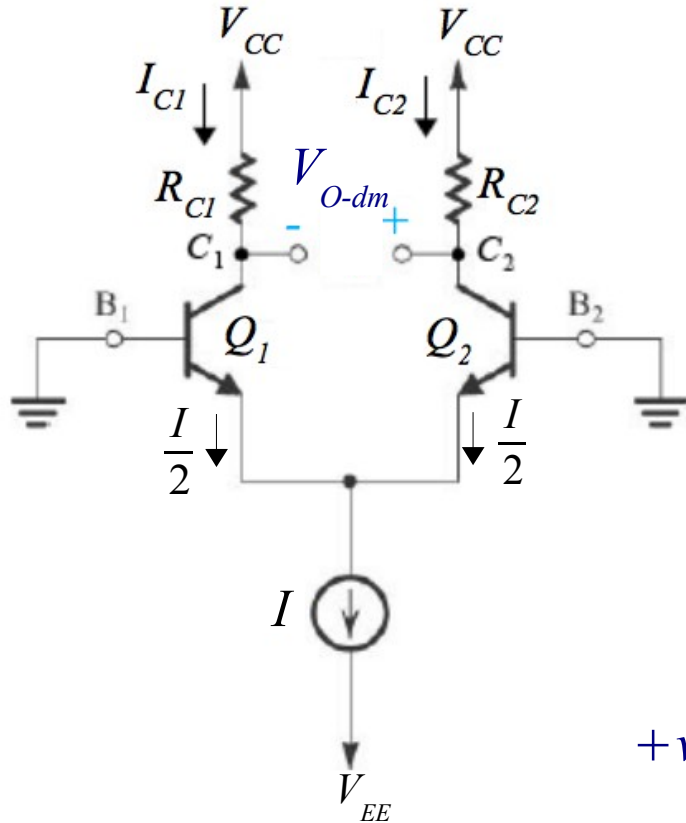 V_CC V_CC
I_C1 I_C2
R_C1 V_O-dm R_C2
- +
C_1 C_2
B_1 B_2
Q_1 Q_2
I/2 I/2
I
+v
V_EE